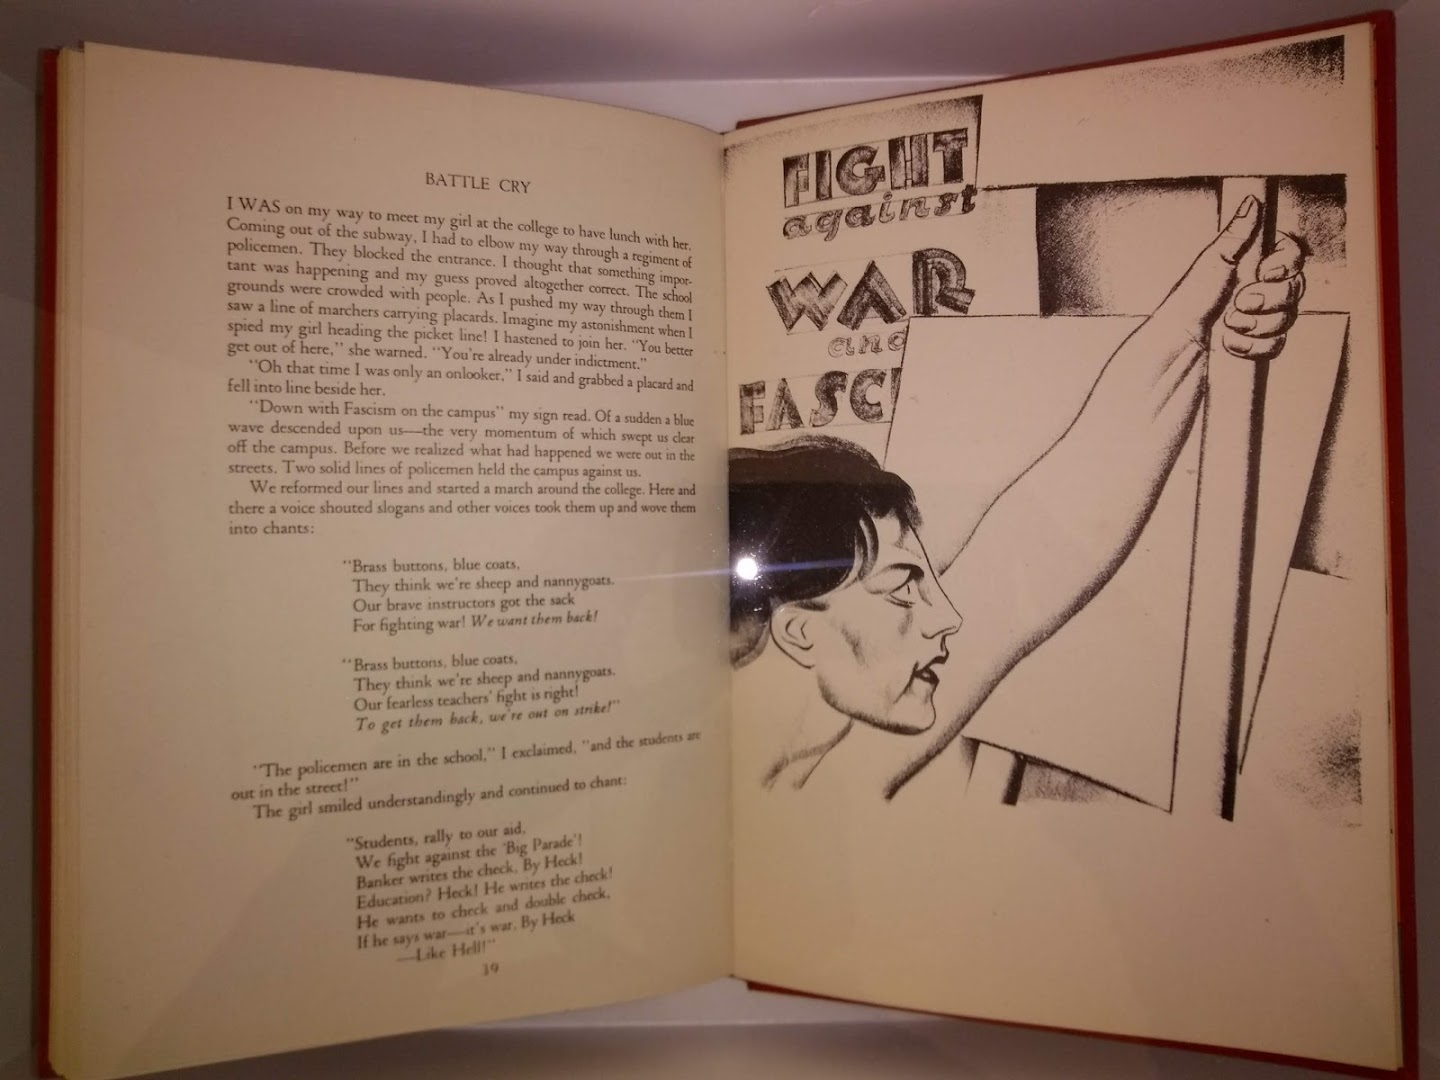 BATTLE CRY
I WAS on my way to meet my girl at the college to have lunch with her.
Coming out of the subway, I had to elbow my way through a regiment of
policemen. They blocked the entrance. I thought that something impor-
tant was happening and my guess proved altogether correct. The school
grounds were crowded with people. As I pushed my way through them I
saw a line of marchers carrying placards. Imagine my astonishment when I
spied my girl heading the picket line! I hastened to join her. "You better
get out of here," she warned. "You're already under indictment."
"Oh that time I was only an onlooker," I said and grabbed a placard and
fell into line beside her.
"Down with Fascism on the campus" my sign read. Of a sudden a blue
wave descended upon us—the very momentum of which swept us clear
off the campus. Before we realized what had happened we were out in the
streets. Two solid lines of policemen held the campus against us.
We reformed our lines and started a march around the college. Here and
there a voice shouted slogans and other voices took them up and wove them
into chants:
"Brass buttons, blue coats,
They think we're sheep and nannygoats.
Our brave instructors got the sack
For fighting war! We want them back!
"Brass buttons, blue coats,
They think we're sheep and nannygoats.
Our fearless teachers' fight is right!
To get them back, we're out on strike!"
"The policemen are in the school," I exclaimed, "and the students are
out in the street!"
The girl smiled understandingly and continued to chant:
"Students, rally to our aid,
We fight against the 'Big Parade'!
Banker writes the check, By Heck!
Education? Heck! He writes the check!
He wants to check and double check,
If he says war—it's war, By Heck
—Like Hell!"
39
FIGHT
against
WAR
and
FASCI